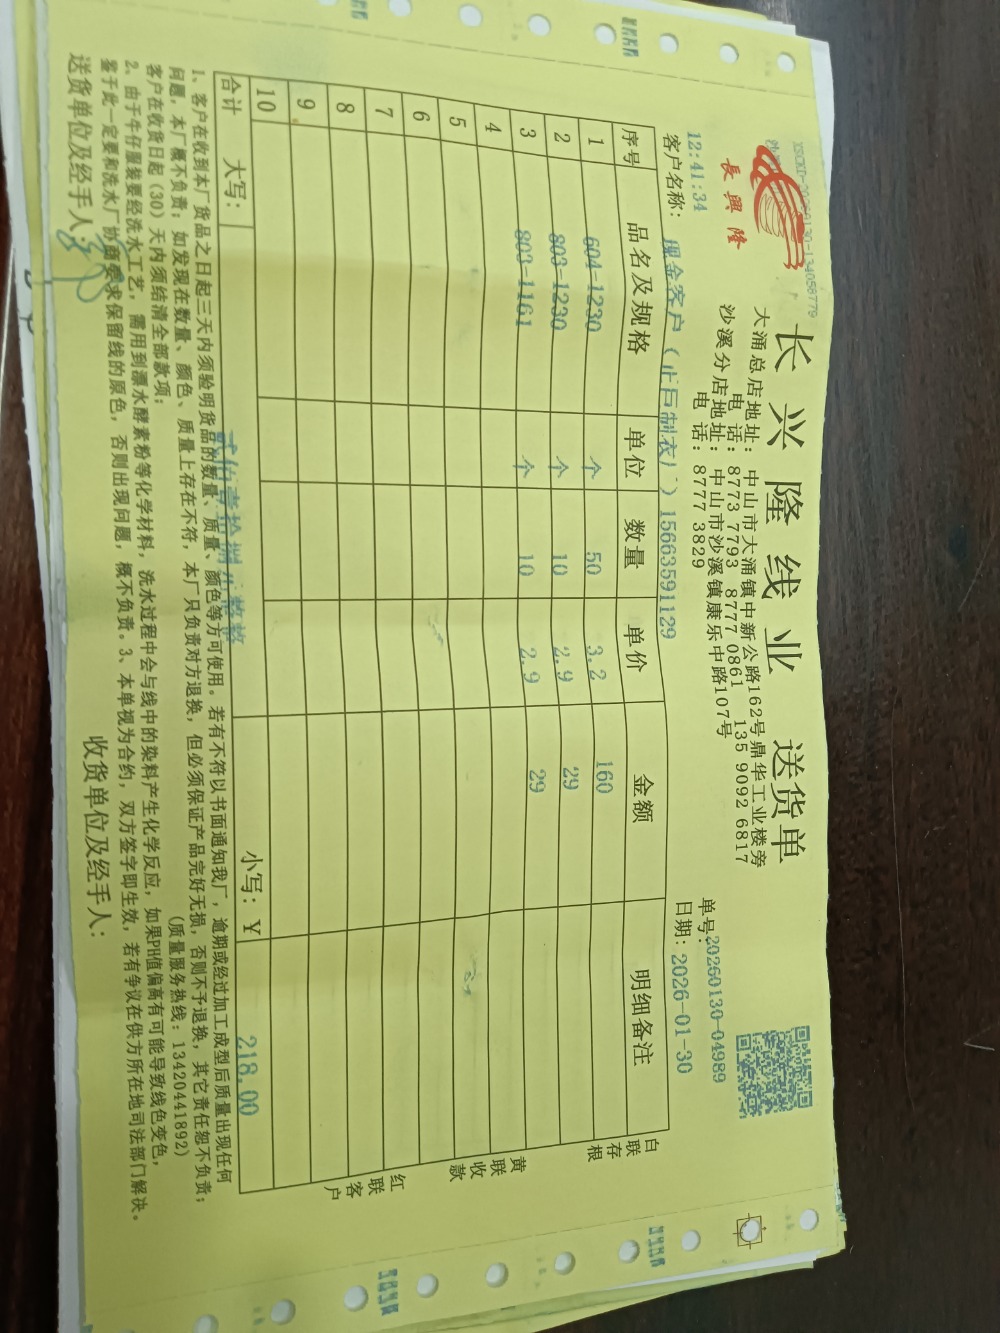 XSCKD-20260130-134058779
長興隆
长兴隆线业 送货单
大涌总店地址：中山市大涌镇中新公路162号鼎华工业楼旁
电话：8773 7793 8777 0861 135 9092 6817
沙溪分店地址：中山市沙溪镇康乐中路107号
电话：8777 3829
单号：20260130-04989
12:41:34
日期：2026-01-30
客户名称：现金客户（正后制衣厂）15663591129
序号 品名及规格 单位 数量 单价 金额 明细备注
1 604-1230 个 50 3.2 160
2 803-1230 个 10 2.9 29
3 803-1161 个 10 2.9 29
4
5
6
7
8
9
10
合计 大写：贰佰壹拾捌元整 小写：¥ 218.00
白联存根
黄联收款
红联客户
1、客户在收到本厂货品之日起三天内须验明货品的数量、质量、颜色等方可使用。若有不符以书面通知我厂，逾期或经过加工成型后质量出现任何
问题，本厂概不负责；如发现在数量、颜色、质量上存在不符，本厂只负责对方退换，但必须保证产品完好无损，否则不予退换，其它责任恕不负责；
客户在收货日起（30）天内须结清全部款项； （质量服务热线：13420441892）
2、由于牛仔服装要经洗水工艺，需用到漂水酵素粉等化学材料，洗水过程中会与线中的染料产生化学反应，如果PH值偏高有可能导致线色变色，
鉴于此一定要和洗水厂协商要求保留线的原色，否则出现问题，概不负责。3、本单视为合约，双方签字即生效，若有争议在供方所在地司法部门解决。
送货单位及经手人： 收货单位及经手人：